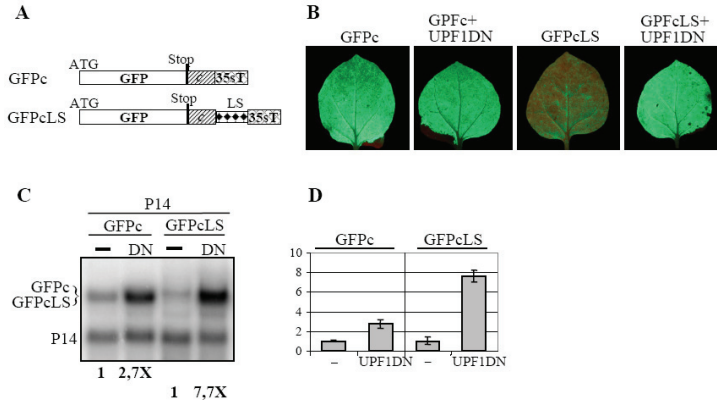 A
ATG
Stop
GFPc
GFP
c
35sT
ATG
Stop
LS
GFPcLS
GFP
c
35sT
B
GFPc
GPFc+
UPF1DN
GFPcLS
GPFcLS+
UPF1DN
C
P14
GFPc GFPcLS
– DN – DN
GFPc
GFPcLS
P14
1 2,7X
1 7,7X
D
GFPc GFPcLS
10
8
6
4
2
0
– UPF1DN – UPF1DN